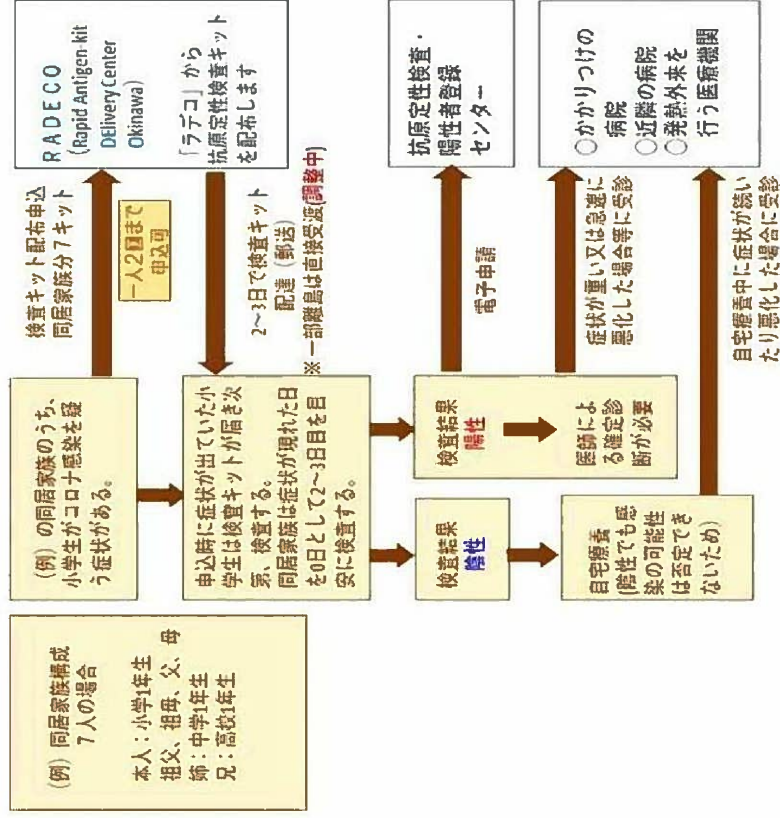 (例) 同居家族構成
7人の場合
本人：小学1年生
祖父、祖母、父、母
姉：中学1年生
兄：高校1年生
(例) の同居家族のうち、
小学生がコロナ感染を疑
う症状がある。
検査キット配布申込
同居家族分7キット
一人2回まで
申込可
RADECO
(Rapid Antigen-kit
DElivery Center
Okinawa)
「ラデコ」から
抗原定性検査キット
を配布します
2～3日で検査キット
配達（郵送）
※一部離島は直接受渡(調整中)
申込時に症状が出ていた小
学生は検査キットが届き次
第、検査する。
同居家族は症状が現れた日
を0日として2～3日目を目
安に検査する。
検査結果
陰性
検査結果
陽性
電子申請
抗原定性検査・
陽性者登録
センター
医師によ
る確定診
断が必要
症状が重い又は急速に
悪化した場合等に受診
○かかりつけの
病院
○近隣の病院
○発熱外来を
行う医療機関
自宅療養
(陰性でも感
染の可能性
は否定でき
ないため)
自宅療養中に症状が続い
たり悪化した場合に受診